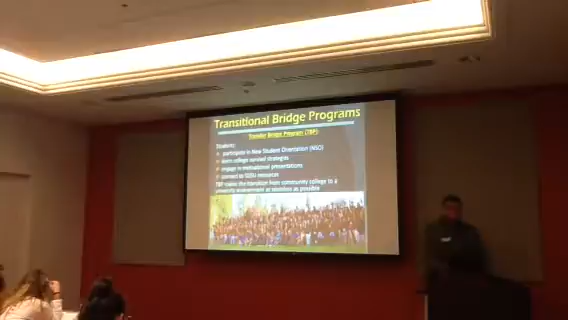 Transitional Bridge Programs
Transfer Bridge Program (TBP)
Students:
participate in New Student Orientation (NSO)
learn college survival strategies
engage in motivational presentations
connect to SDSU resources
TBP makes the transition from community college to a
university environment as seamless as possible